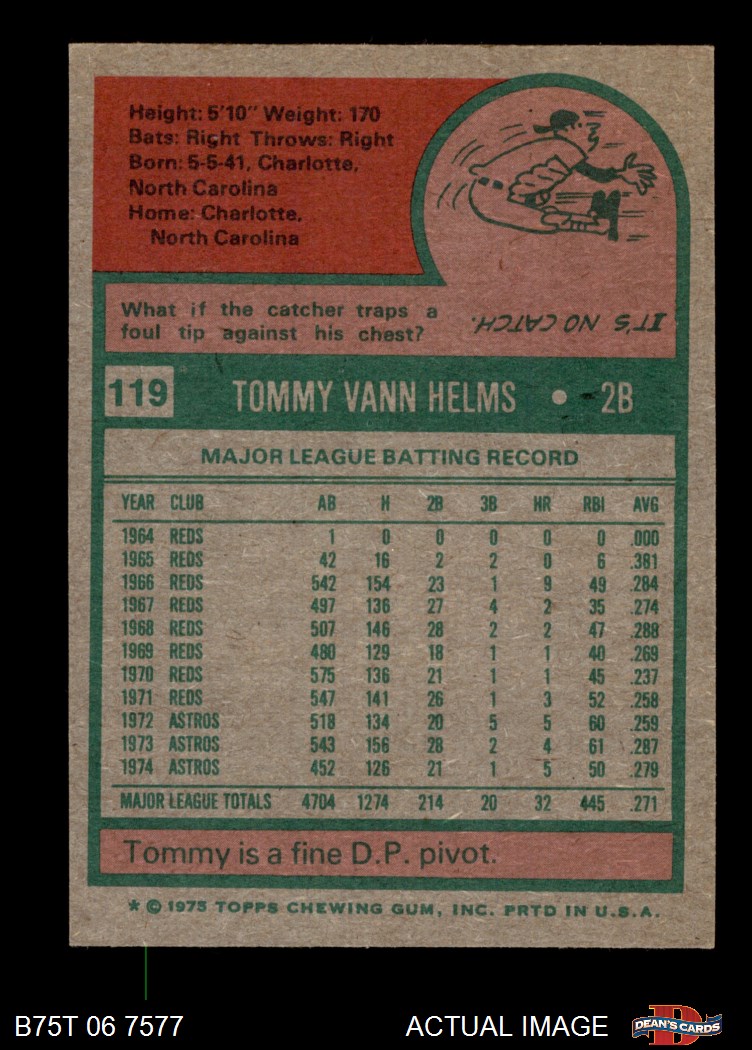 Height: 5'10" Weight: 170
Bats: Right Throws: Right
Born: 5-5-41, Charlotte,
North Carolina
Home: Charlotte,
North Carolina
What if the catcher traps a
foul tip against his chest?
IT'S NO CATCH.
119 TOMMY VANN HELMS • 2B
MAJOR LEAGUE BATTING RECORD
YEAR CLUB AB H 2B 3B HR RBI AVG
1964 REDS 1 0 0 0 0 0 .000
1965 REDS 42 16 2 2 0 6 .381
1966 REDS 542 154 23 1 9 49 .284
1967 REDS 497 136 27 4 2 35 .274
1968 REDS 507 146 28 2 2 47 .288
1969 REDS 480 129 18 1 1 40 .269
1970 REDS 575 136 21 1 1 45 .237
1971 REDS 547 141 26 1 3 52 .258
1972 ASTROS 518 134 20 5 5 60 .259
1973 ASTROS 543 156 28 2 4 61 .287
1974 ASTROS 452 126 21 1 5 50 .279
MAJOR LEAGUE TOTALS 4704 1274 214 20 32 445 .271
Tommy is a fine D.P. pivot.
* © 1975 TOPPS CHEWING GUM, INC. PRTD IN U.S.A.
B75T 06 7577 ACTUAL IMAGE D DEAN'S CARDS